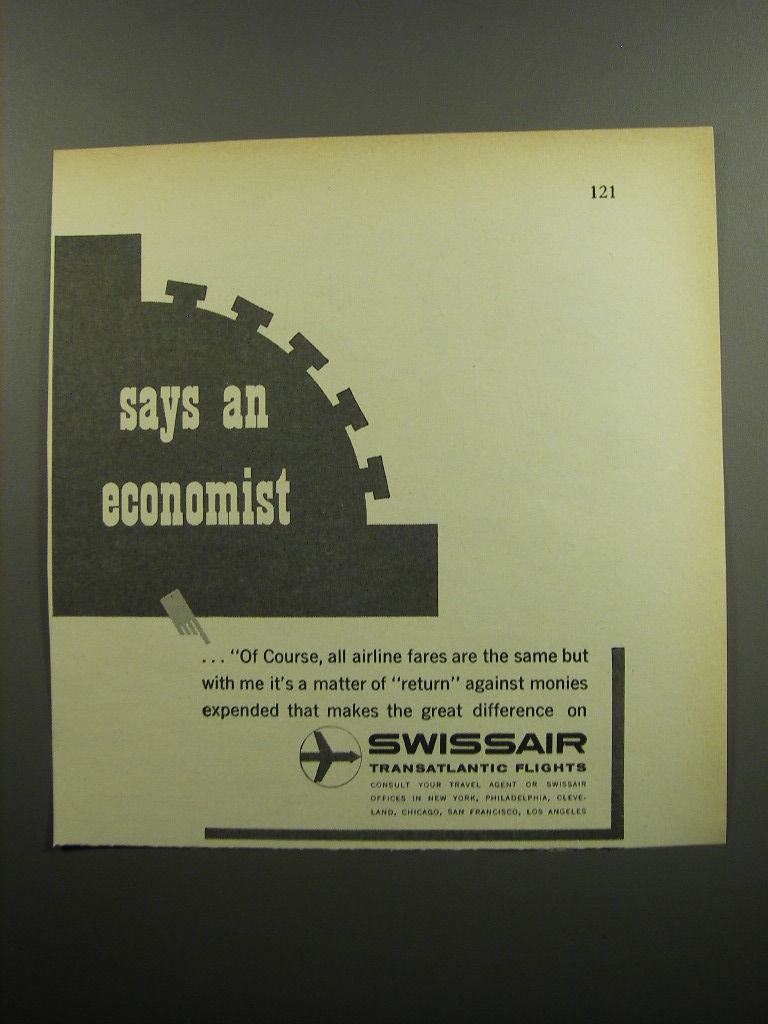 121
says an
economist
... "Of Course, all airline fares are the same but
with me it's a matter of "return" against monies
expended that makes the great difference on
SWISSAIR
TRANSATLANTIC FLIGHTS
CONSULT YOUR TRAVEL AGENT OR SWISSAIR
OFFICES IN NEW YORK, PHILADELPHIA, CLEVE-
LAND, CHICAGO, SAN FRANCISCO, LOS ANGELES